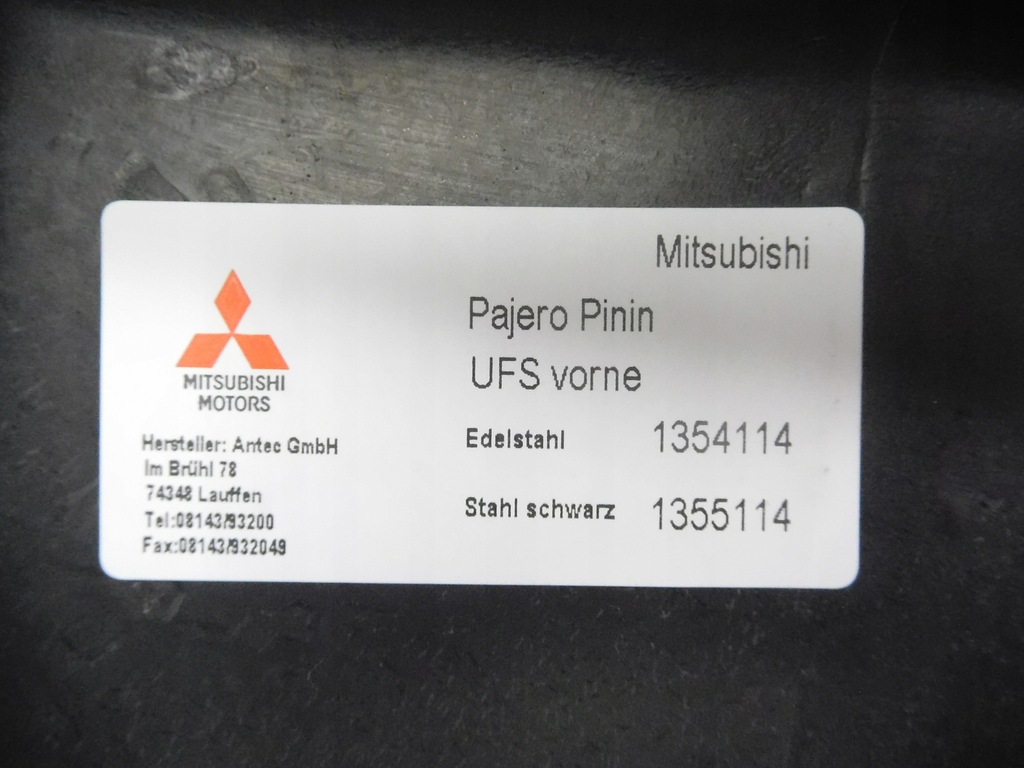 Mitsubishi
Pajero Pinin
UFS vorne
Edelstahl 1354114
Stahl schwarz 1355114
MITSUBISHI
MOTORS
Hersteller: Antec GmbH
Im Brühl 78
74348 Lauffen
Tel:08143/93200
Fax:08143/932049